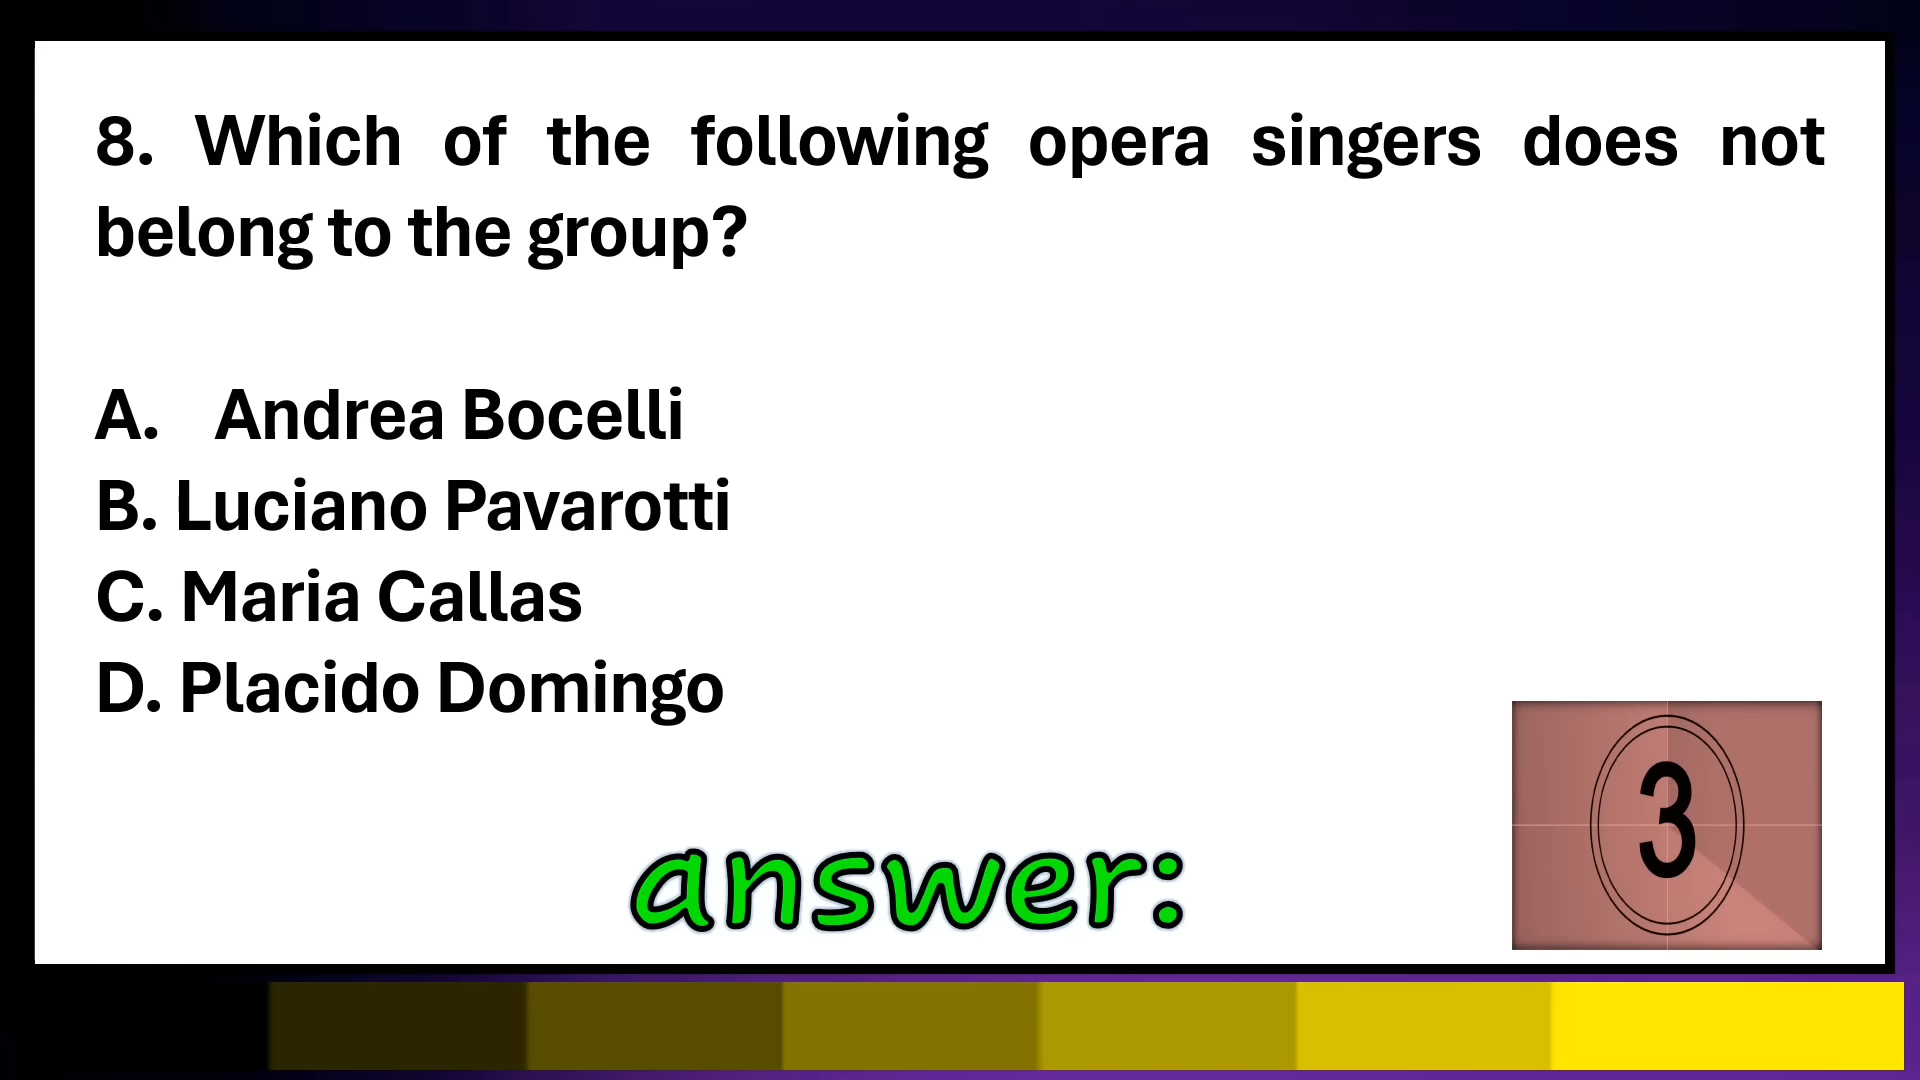 8. Which of the following opera singers does not
belong to the group?
A. Andrea Bocelli
B. Luciano Pavarotti
C. Maria Callas
D. Placido Domingo
answer:
3